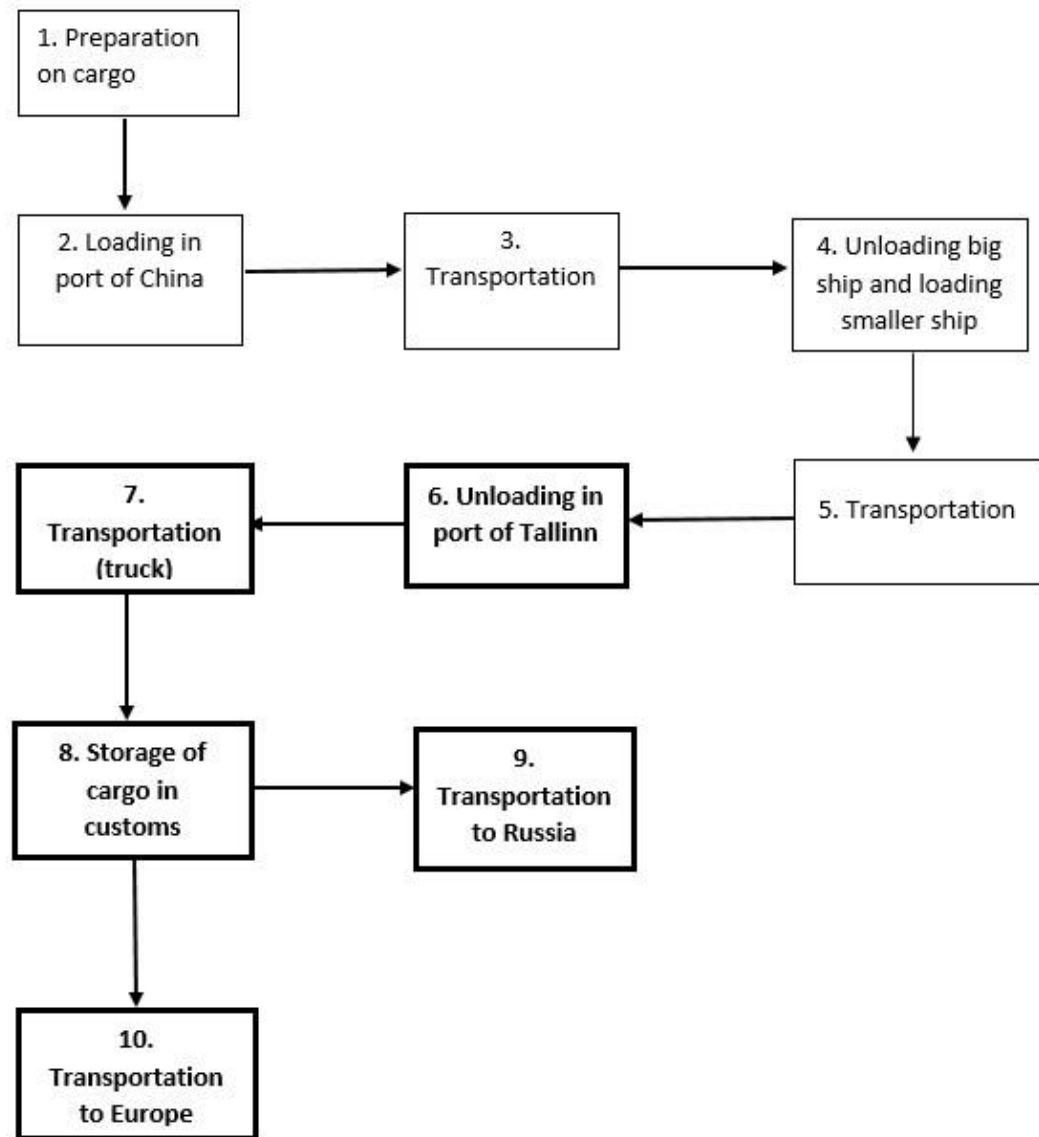 1. Preparation
on cargo
2. Loading in
port of China
3.
Transportation
4. Unloading big
ship and loading
smaller ship
5. Transportation
6. Unloading in
port of Tallinn
7.
Transportation
(truck)
8. Storage of
cargo in
customs
9.
Transportation
to Russia
10.
Transportation
to Europe